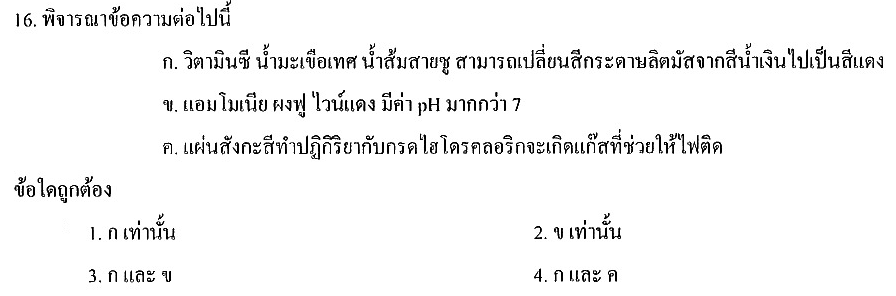 16. พิจารณาข้อความต่อไปนี้
ก. วิตามินซี น้ำมะเขือเทศ น้ำส้มสายชู สามารถเปลี่ยนสีกระดาษลิตมัสจากสีน้ำเงินไปเป็นสีแดง
ข. แอมโมเนีย ผงฟู ไวน์แดง มีค่า pH มากกว่า 7
ค. แผ่นสังกะสีทำปฏิกิริยากับกรดไฮโดรคลอริกจะเกิดแก๊สที่ช่วยให้ไฟติด
ข้อใดถูกต้อง
1. ก เท่านั้น 2. ข เท่านั้น
3. ก และ ข 4. ก และ ค